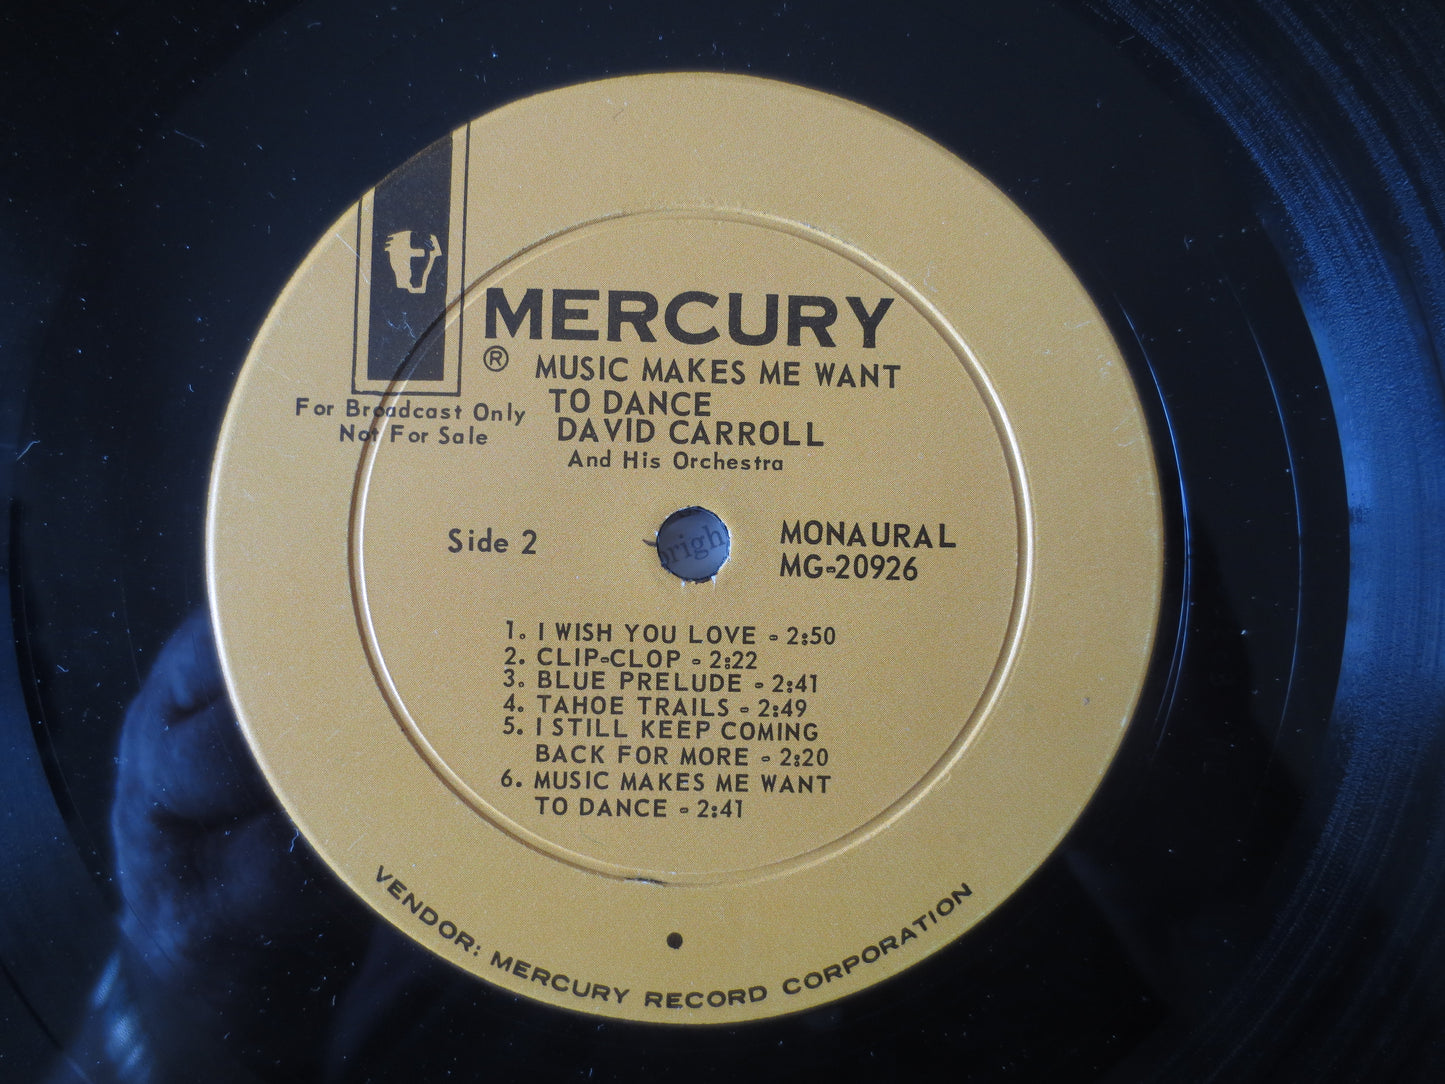 MERCURY
®
MUSIC MAKES ME WANT
TO DANCE
DAVID CARROLL
And His Orchestra
For Broadcast Only
Not For Sale
Side 2
MONAURAL
MG-20926
1. I WISH YOU LOVE - 2:50
2. CLIP-CLOP - 2:22
3. BLUE PRELUDE - 2:41
4. TAHOE TRAILS - 2:49
5. I STILL KEEP COMING
BACK FOR MORE - 2:20
6. MUSIC MAKES ME WANT
TO DANCE - 2:41
VENDOR: MERCURY RECORD CORPORATION